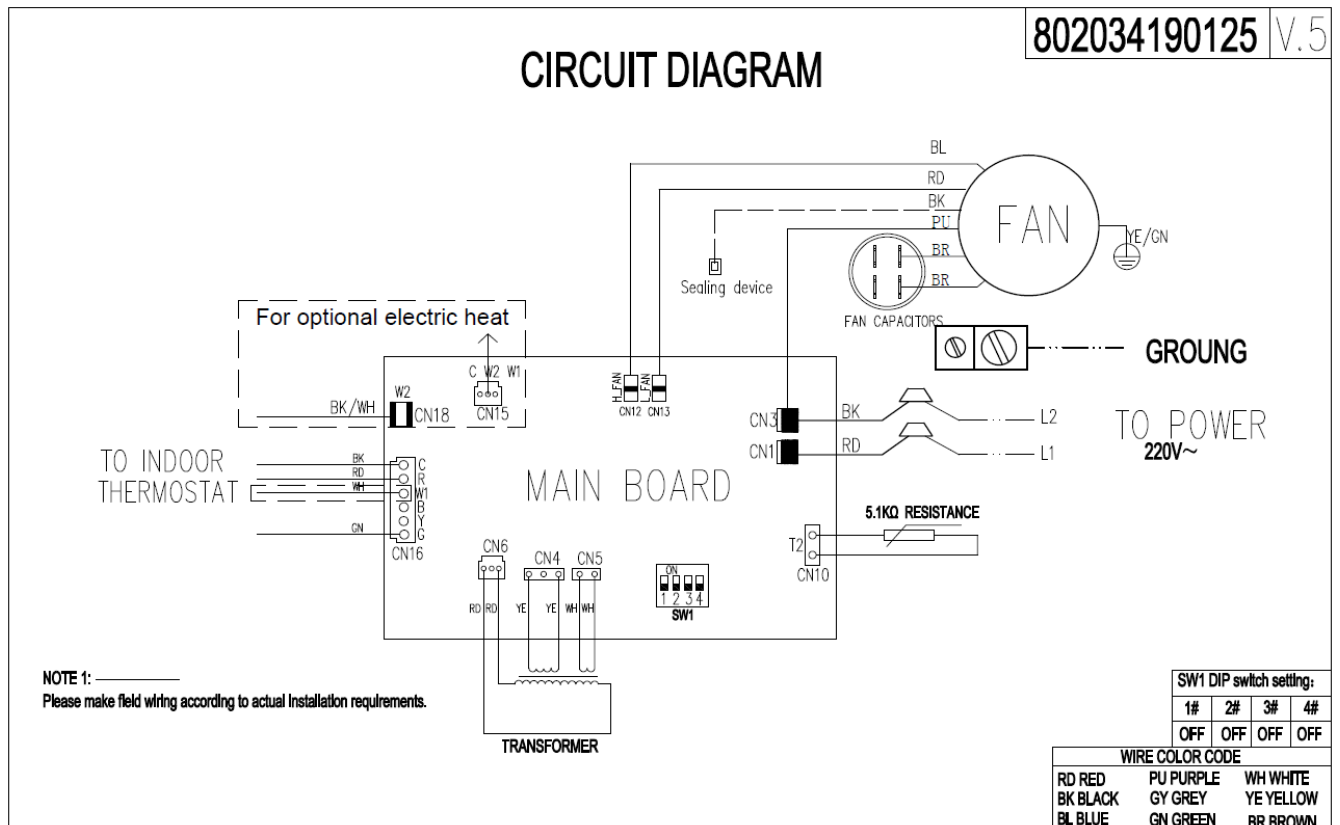 802034190125 V.5
CIRCUIT DIAGRAM
BL
RD
BK
PU
BR
BR
FAN
YE/GN
Sealing device
FAN CAPACITORS
For optional electric heat
GROUNG
C W2 W1
W2
BK/WH
CN18
CN15
H_FAN
L_FAN
CN12 CN13
CN3
BK
L2
CN1
RD
L1
TO POWER
220V~
TO INDOOR
THERMOSTAT
BK
RD
WH
GN
C
R
W1
B
Y
G
CN16
MAIN BOARD
5.1KΩ RESISTANCE
T2
CN10
CN6
CN4
CN5
ON
1 2 3 4
SW1
RD RD YE YE WH WH
TRANSFORMER
NOTE 1:
Please make field wiring according to actual installation requirements.
SW1 DIP switch setting:
1# 2# 3# 4#
OFF OFF OFF OFF
WIRE COLOR CODE
RD RED PU PURPLE WH WHITE
BK BLACK GY GREY YE YELLOW
BL BLUE GN GREEN BR BROWN